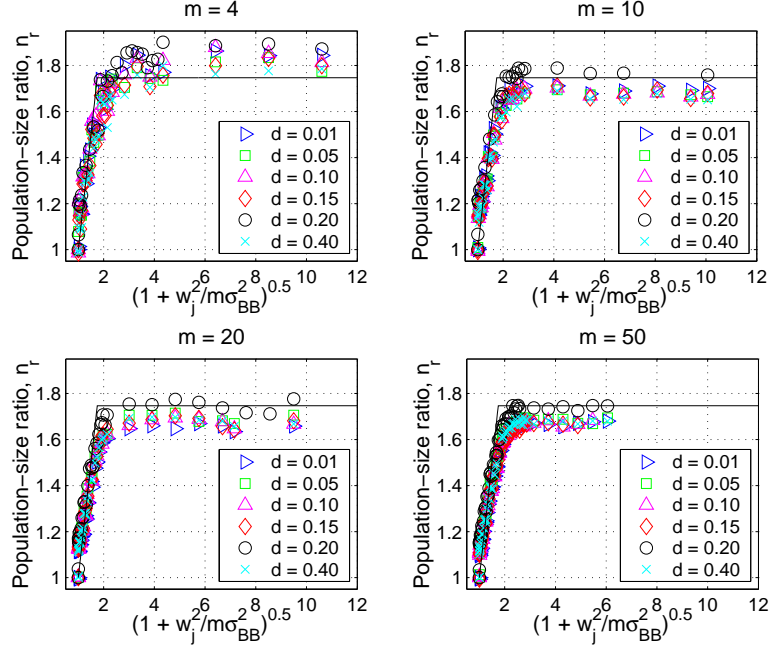 m = 4
Population−size ratio, n_r
1.8
1.6
1.4
1.2
1
2 4 6 8 10 12
(1 + w_j^2/mσ_BB^2)^0.5
d = 0.01
d = 0.05
d = 0.10
d = 0.15
d = 0.20
d = 0.40
m = 10
Population−size ratio, n_r
1.8
1.6
1.4
1.2
1
2 4 6 8 10 12
(1 + w_j^2/mσ_BB^2)^0.5
d = 0.01
d = 0.05
d = 0.10
d = 0.15
d = 0.20
d = 0.40
m = 20
Population−size ratio, n_r
1.8
1.6
1.4
1.2
1
2 4 6 8 10 12
(1 + w_j^2/mσ_BB^2)^0.5
d = 0.01
d = 0.05
d = 0.10
d = 0.15
d = 0.20
d = 0.40
m = 50
Population−size ratio, n_r
1.8
1.6
1.4
1.2
1
2 4 6 8 10 12
(1 + w_j^2/mσ_BB^2)^0.5
d = 0.01
d = 0.05
d = 0.10
d = 0.15
d = 0.20
d = 0.40